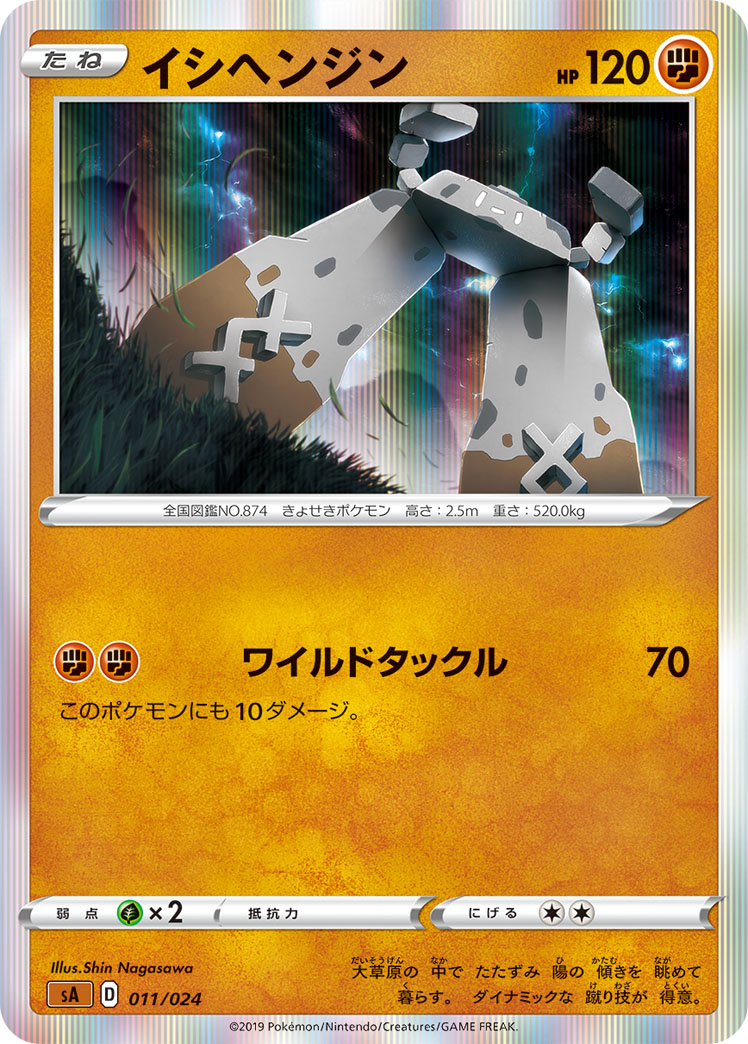 たね イシヘンジン HP 120
全国図鑑NO.874 きょせきポケモン 高さ：2.5m 重さ：520.0kg
ワイルドタックル 70
このポケモンにも10ダメージ。
弱点 ×2 抵抗力 にげる
Illus.Shin Nagasawa
大草原の 中で たたずみ 陽の 傾きを 眺めて
暮らす。 ダイナミックな 蹴り技が 得意。
sA D 011/024
©2019 Pokémon/Nintendo/Creatures/GAME FREAK.